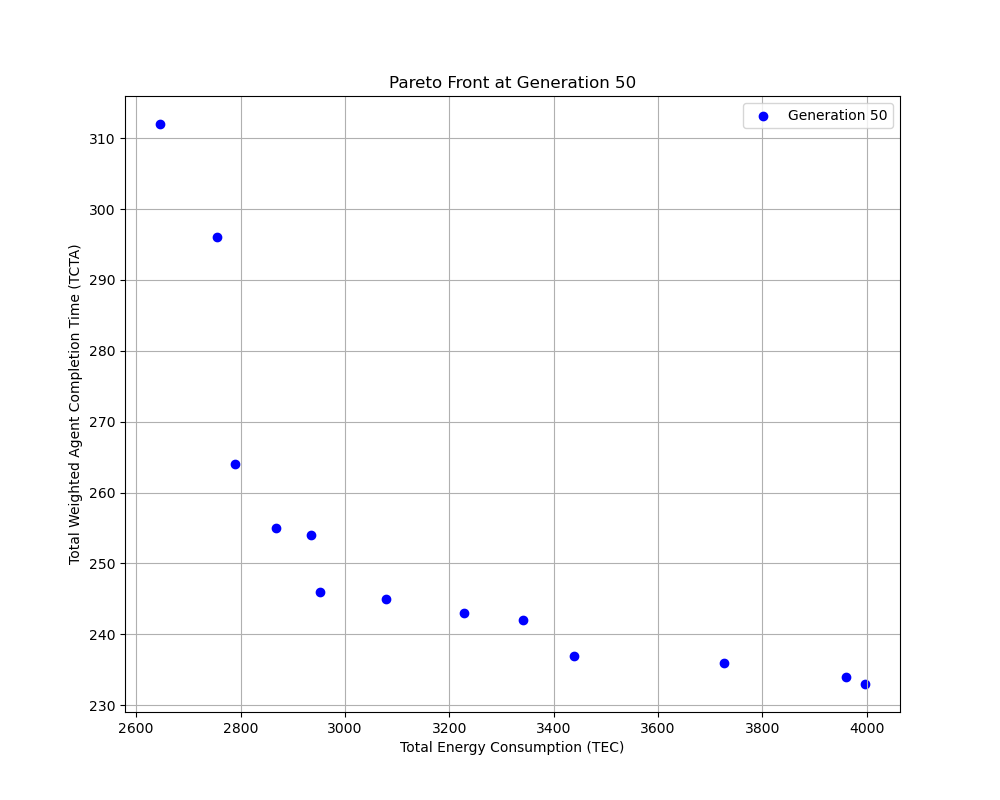 Pareto Front at Generation 50
Generation 50
310
300
290
280
270
260
250
240
230
Total Weighted Agent Completion Time (TCTA)
2600 2800 3000 3200 3400 3600 3800 4000
Total Energy Consumption (TEC)